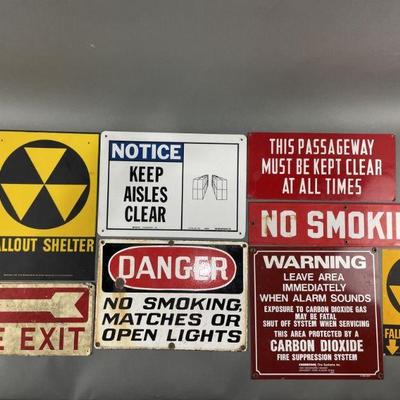 ALLOUT SHELTER
E EXIT
NOTICE
KEEP
AISLES
CLEAR
DANGER
NO SMOKING
MATCHES OR
OPEN LIGHTS
THIS PASSAGEWAY
MUST BE KEPT CLEAR
AT ALL TIMES
NO SMOKIN
WARNING
LEAVE AREA
IMMEDIATELY
WHEN ALARM SOUNDS
EXPOSURE TO CARBON DIOXIDE GAS
MAY BE FATAL
SHUT OFF SYSTEM WHEN SERVICING
THIS AREA PROTECTED BY A
CARBON DIOXIDE
FIRE SUPPRESSION SYSTEM
FAL